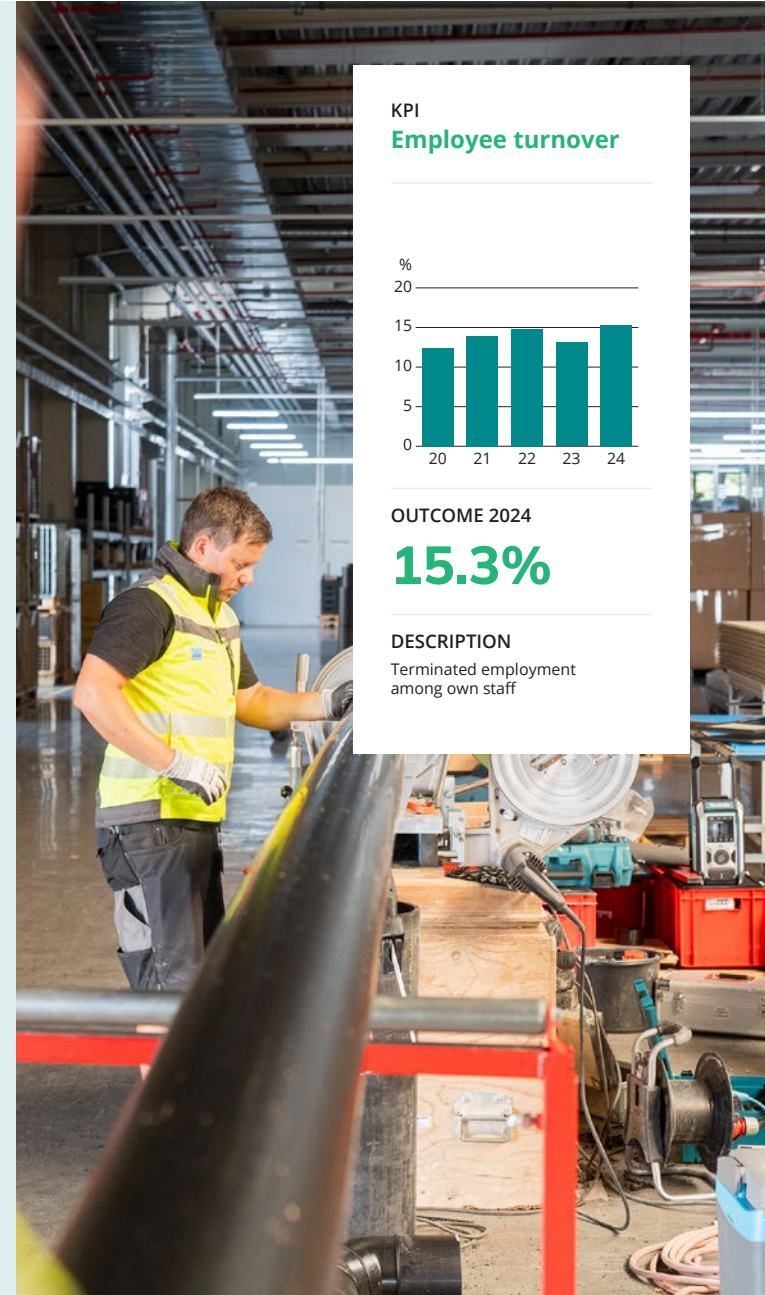 KPI
Employee turnover
%
20
15
10
5
0
20 21 22 23 24
OUTCOME 2024
15.3%
DESCRIPTION
Terminated employment
among own staff